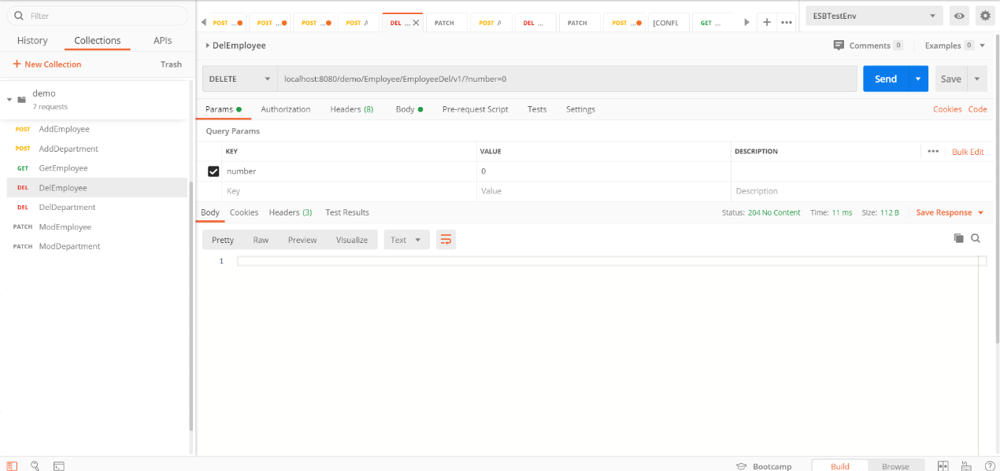 Filter
History Collections APIs
+ New Collection Trash
demo
7 requests
POST AddEmployee
POST AddDepartment
GET GetEmployee
DEL DelEmployee
DEL DelDepartment
PATCH ModEmployee
PATCH ModDepartment
POST ... POST ... POST ... POST A DEL ... PATCH POST A DEL ... PATCH POST ... [CONFL GET ... + •••
ESBTestEnv
DelEmployee
Comments 0 Examples 0
DELETE localhost:8080/demo/Employee/EmployeeDel/v1/?number=0 Send Save
Params Authorization Headers (8) Body Pre-request Script Tests Settings Cookies Code
Query Params
KEY VALUE DESCRIPTION ••• Bulk Edit
number 0
Key Value Description
Body Cookies Headers (3) Test Results Status: 204 No Content Time: 11 ms Size: 112 B Save Response
Pretty Raw Preview Visualize Text
1
Bootcamp Build Browse